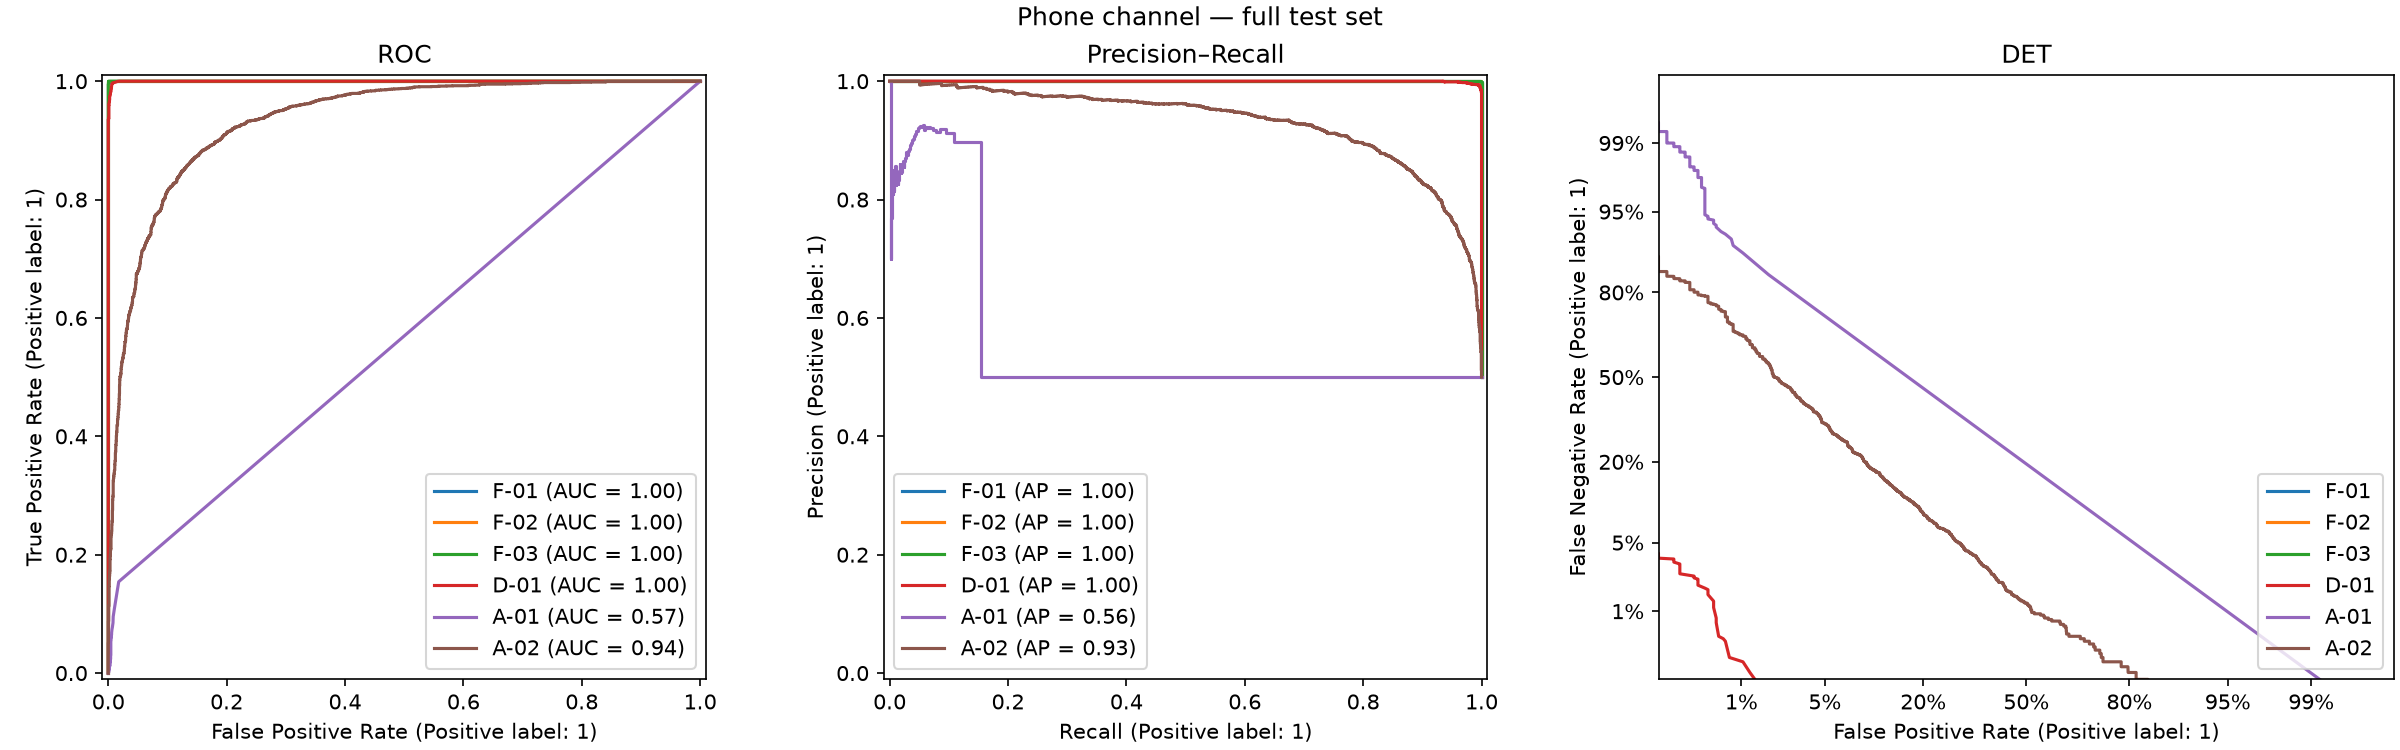 Phone channel — full test set
ROC
True Positive Rate (Positive label: 1)
1.0
0.8
0.6
0.4
0.2
0.0
F-01 (AUC = 1.00)
F-02 (AUC = 1.00)
F-03 (AUC = 1.00)
D-01 (AUC = 1.00)
A-01 (AUC = 0.57)
A-02 (AUC = 0.94)
0.0 0.2 0.4 0.6 0.8 1.0
False Positive Rate (Positive label: 1)
Precision–Recall
Precision (Positive label: 1)
1.0
0.8
0.6
0.4
0.2
0.0
F-01 (AP = 1.00)
F-02 (AP = 1.00)
F-03 (AP = 1.00)
D-01 (AP = 1.00)
A-01 (AP = 0.56)
A-02 (AP = 0.93)
0.0 0.2 0.4 0.6 0.8 1.0
Recall (Positive label: 1)
DET
False Negative Rate (Positive label: 1)
99%
95%
80%
50%
20%
5%
1%
F-01
F-02
F-03
D-01
A-01
A-02
1% 5% 20% 50% 80% 95% 99%
False Positive Rate (Positive label: 1)